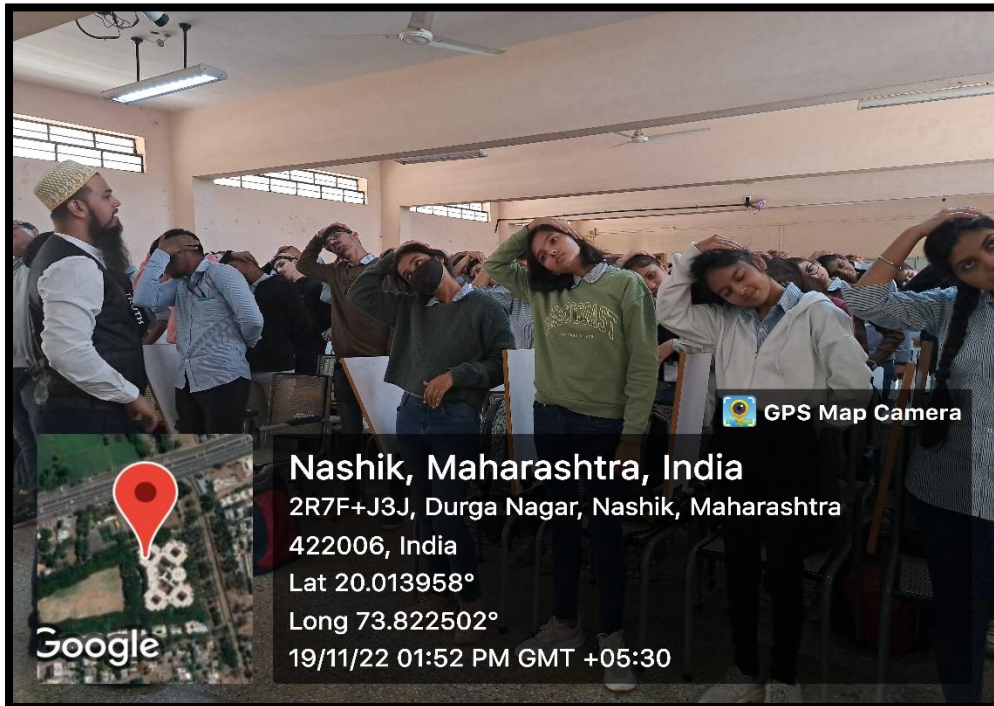 GPS Map Camera
Nashik, Maharashtra, India
2R7F+J3J, Durga Nagar, Nashik, Maharashtra
422006, India
Lat 20.013958°
Long 73.822502°
19/11/22 01:52 PM GMT +05:30
Google